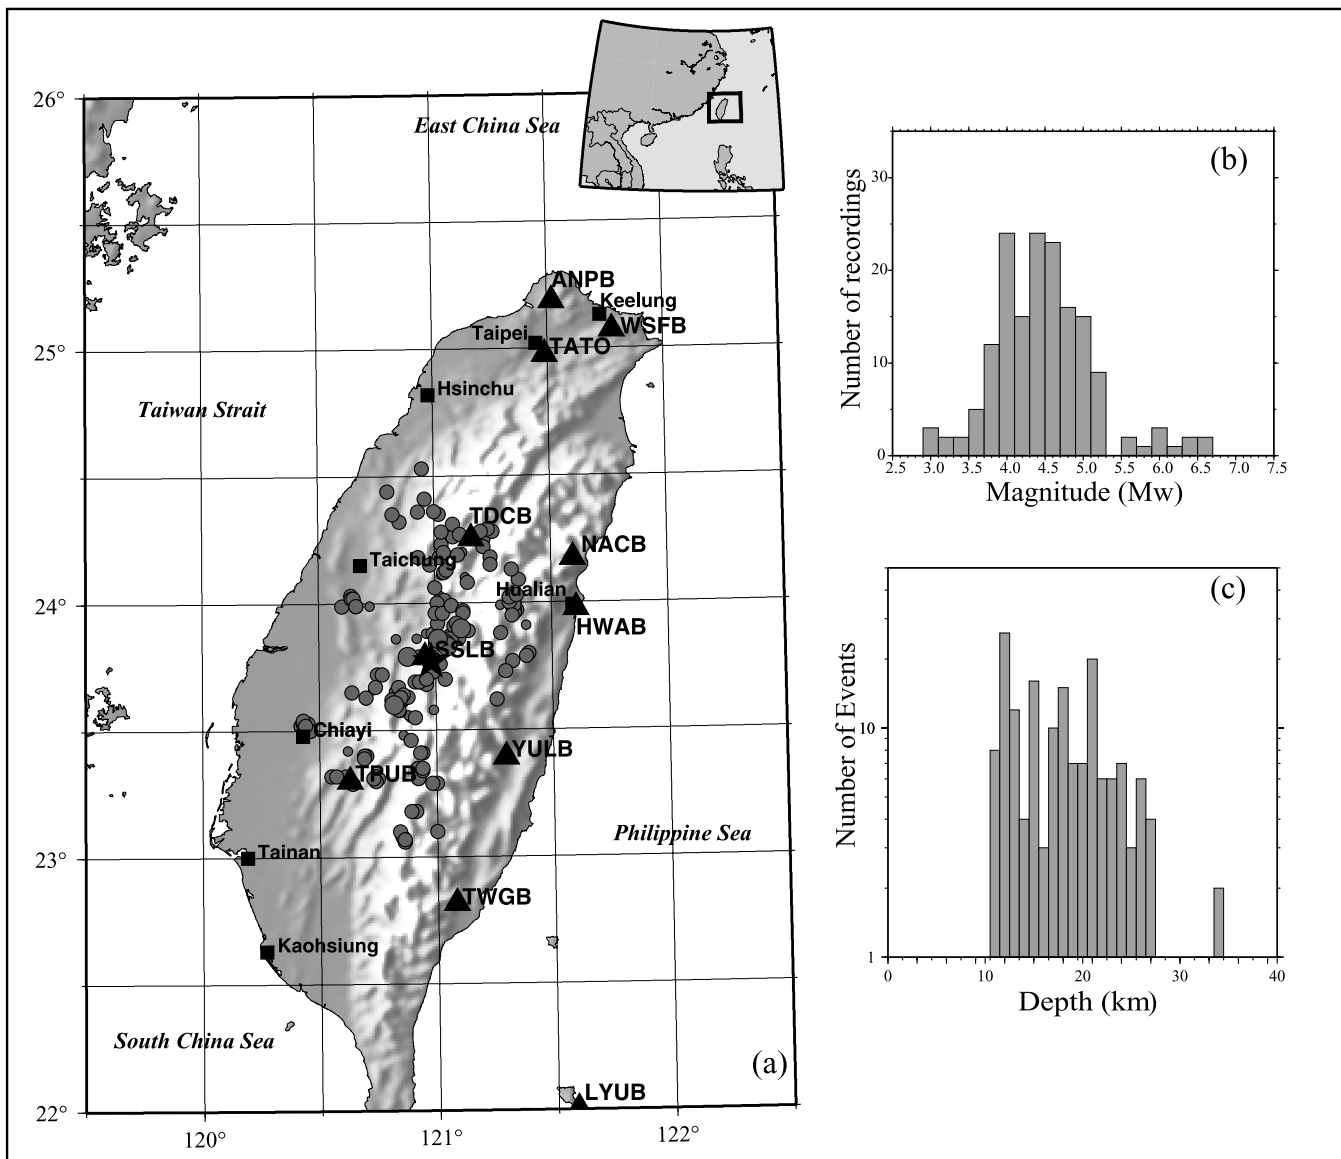 26°
East China Sea
ANPB
Keelung
WSFB
Taipei
TATO
25°
Hsinchu
Taiwan Strait
TDCB
NACB
Taichung
Hualian
24°
HWAB
SSLB
Chiayi
YULB
TPUB
Philippine Sea
Tainan
23°
TWGB
Kaohsiung
South China Sea
(a)
LYUB
22°
120°
121°
122°
(b)
Number of recordings
30
20
10
0
2.5 3.0 3.5 4.0 4.5 5.0 5.5 6.0 6.5 7.0 7.5
Magnitude (Mw)
(c)
Number of Events
10
1
0 10 20 30 40
Depth (km)